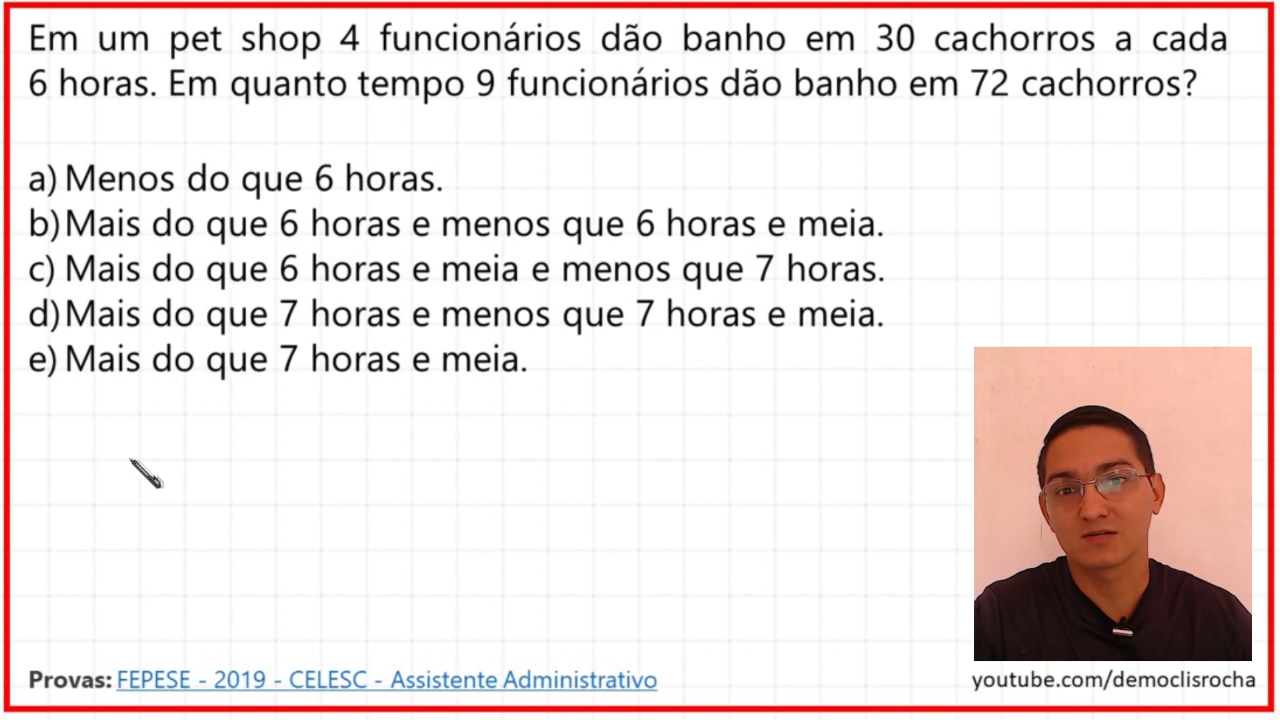 Em um pet shop 4 funcionários dão banho em 30 cachorros a cada
6 horas. Em quanto tempo 9 funcionários dão banho em 72 cachorros?
a) Menos do que 6 horas.
b) Mais do que 6 horas e menos que 6 horas e meia.
c) Mais do que 6 horas e meia e menos que 7 horas.
d) Mais do que 7 horas e menos que 7 horas e meia.
e) Mais do que 7 horas e meia.
Provas: FEPESE - 2019 - CELESC - Assistente Administrativo
youtube.com/democlisrocha